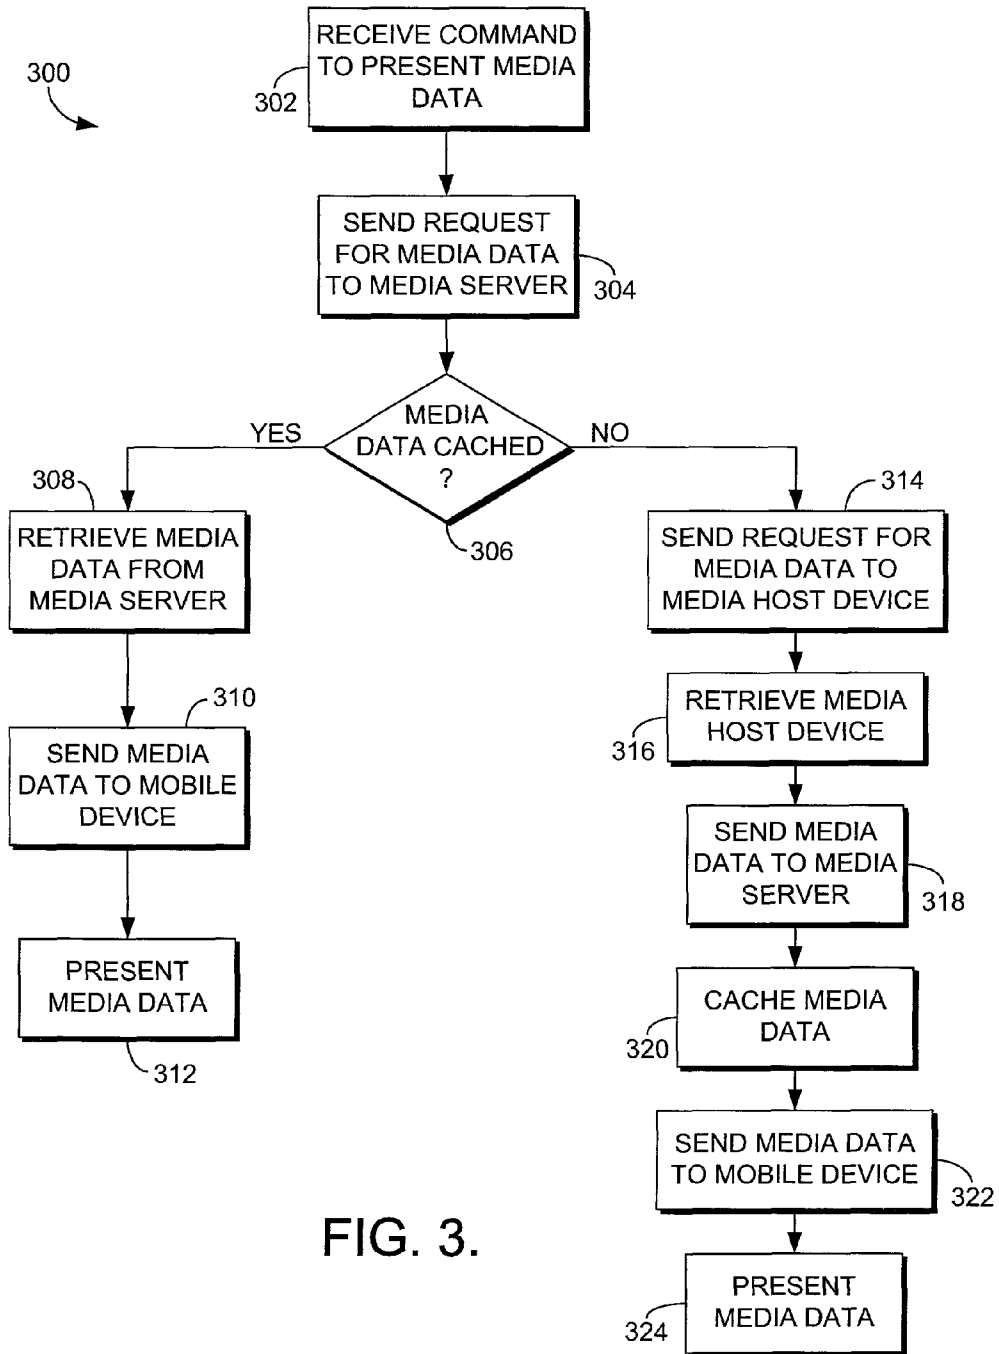 300
RECEIVE COMMAND
TO PRESENT MEDIA
DATA
302
SEND REQUEST
FOR MEDIA DATA
TO MEDIA SERVER
304
MEDIA
DATA CACHED
?
306
YES
NO
308
RETRIEVE MEDIA
DATA FROM
MEDIA SERVER
310
SEND MEDIA
DATA TO MOBILE
DEVICE
PRESENT
MEDIA DATA
312
314
SEND REQUEST FOR
MEDIA DATA TO
MEDIA HOST DEVICE
RETRIEVE MEDIA
HOST DEVICE
316
SEND MEDIA
DATA TO MEDIA
SERVER
318
CACHE MEDIA
DATA
320
SEND MEDIA DATA
TO MOBILE DEVICE
322
PRESENT
MEDIA DATA
324
FIG. 3.